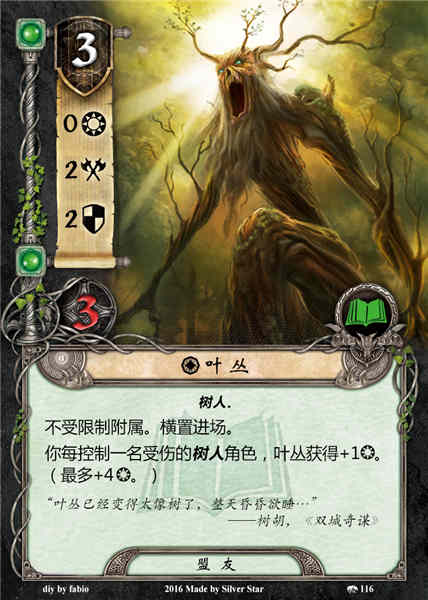 3
0
2
2
3
叶丛
树人.
不受限制附属。横置进场。
你每控制一名受伤的树人角色，叶丛获得+1。
（最多+4。）
“叶丛已经变得太像树了，整天昏昏欲睡…”
——树胡，《双城奇谋》
盟友
diy by fabio 2016 Made by Silver Star 116